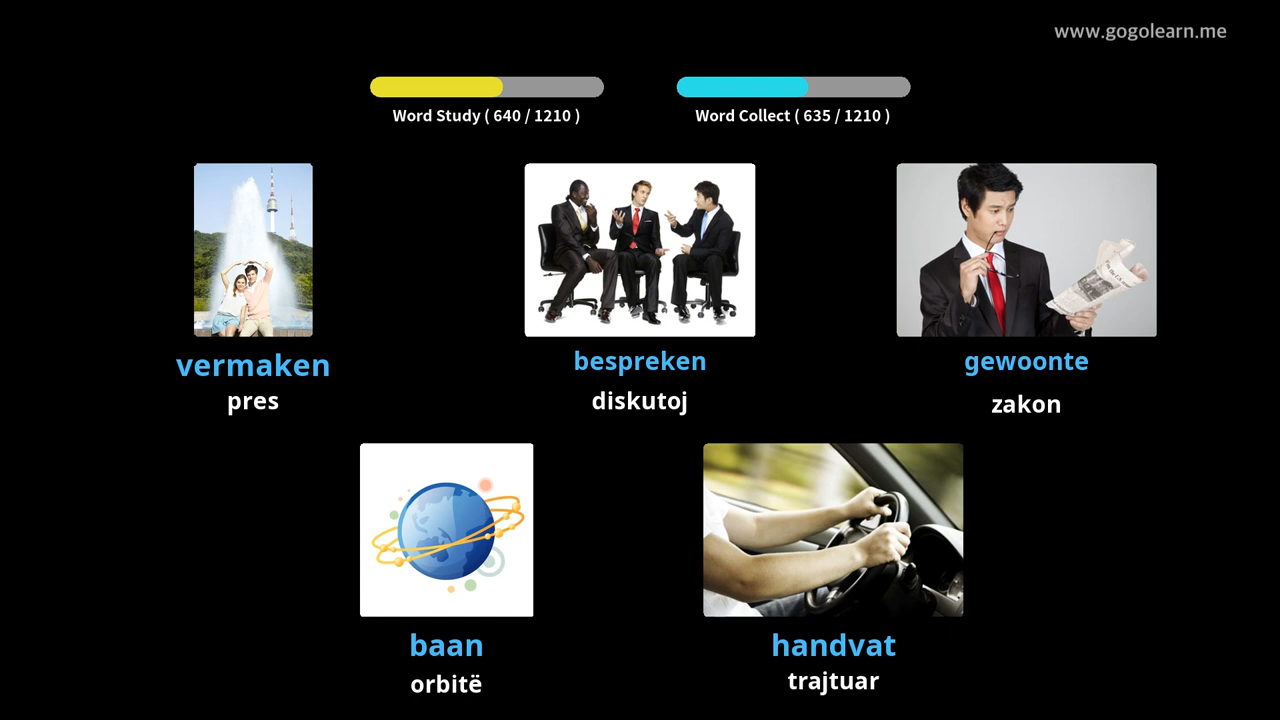 www.gogolearn.me
Word Study ( 640 / 1210 )
Word Collect ( 635 / 1210 )
vermaken
pres
bespreken
diskutoj
gewoonte
zakon
baan
orbitë
handvat
trajtuar